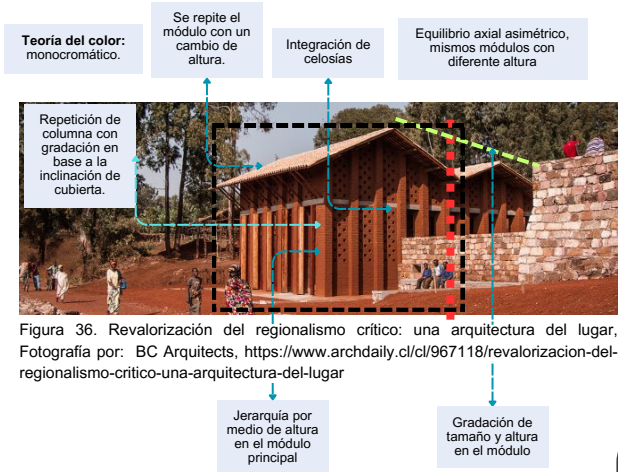 Teoría del color:
monocromático.
Se repite el
módulo con un
cambio de
altura.
Integración de
celosías
Equilibrio axial asimétrico,
mismos módulos con
diferente altura
Repetición de
columna con
gradación en
base a la
inclinación de
cubierta.
Figura 36. Revalorización del regionalismo crítico: una arquitectura del lugar,
Fotografía por: BC Arquitects, https://www.archdaily.cl/cl/967118/revalorizacion-del-
regionalismo-critico-una-arquitectura-del-lugar
Jerarquía por
medio de altura
en el módulo
principal
Gradación de
tamaño y altura
en el módulo